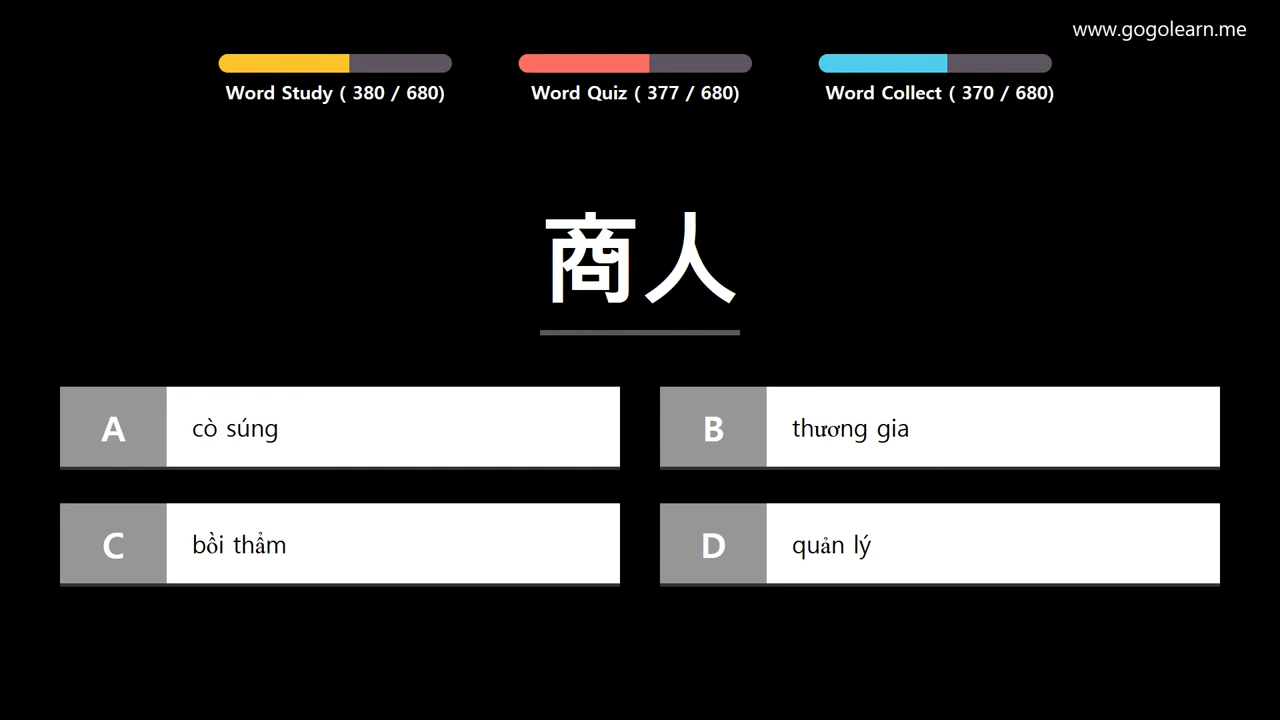 www.gogolearn.me
Word Study ( 380 / 680)
Word Quiz ( 377 / 680)
Word Collect ( 370 / 680)
商人
A
cò súng
B
thương gia
C
bồi thẩm
D
quản lý